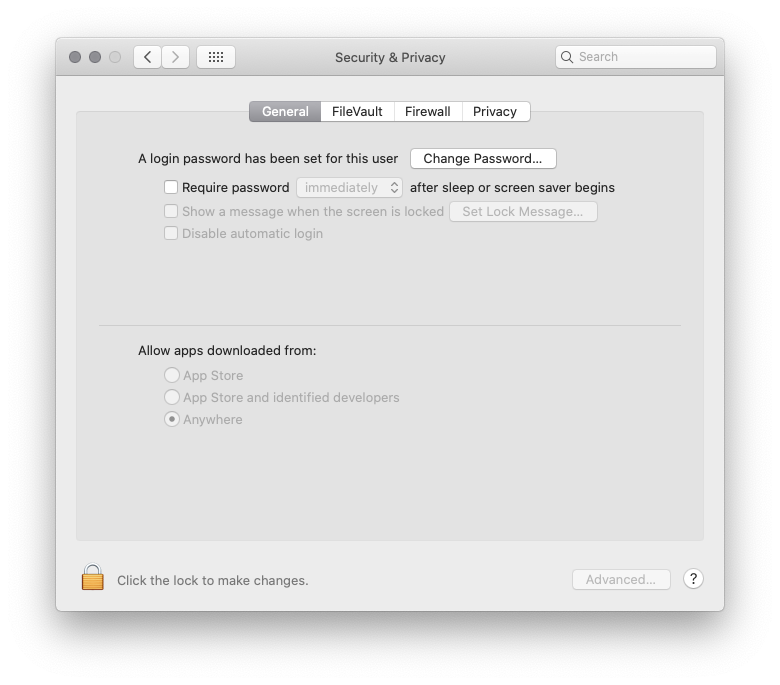 Security & Privacy
Search
General FileVault Firewall Privacy
A login password has been set for this user Change Password...
Require password immediately after sleep or screen saver begins
Show a message when the screen is locked Set Lock Message...
Disable automatic login
Allow apps downloaded from:
App Store
App Store and identified developers
Anywhere
Click the lock to make changes.
Advanced...
?